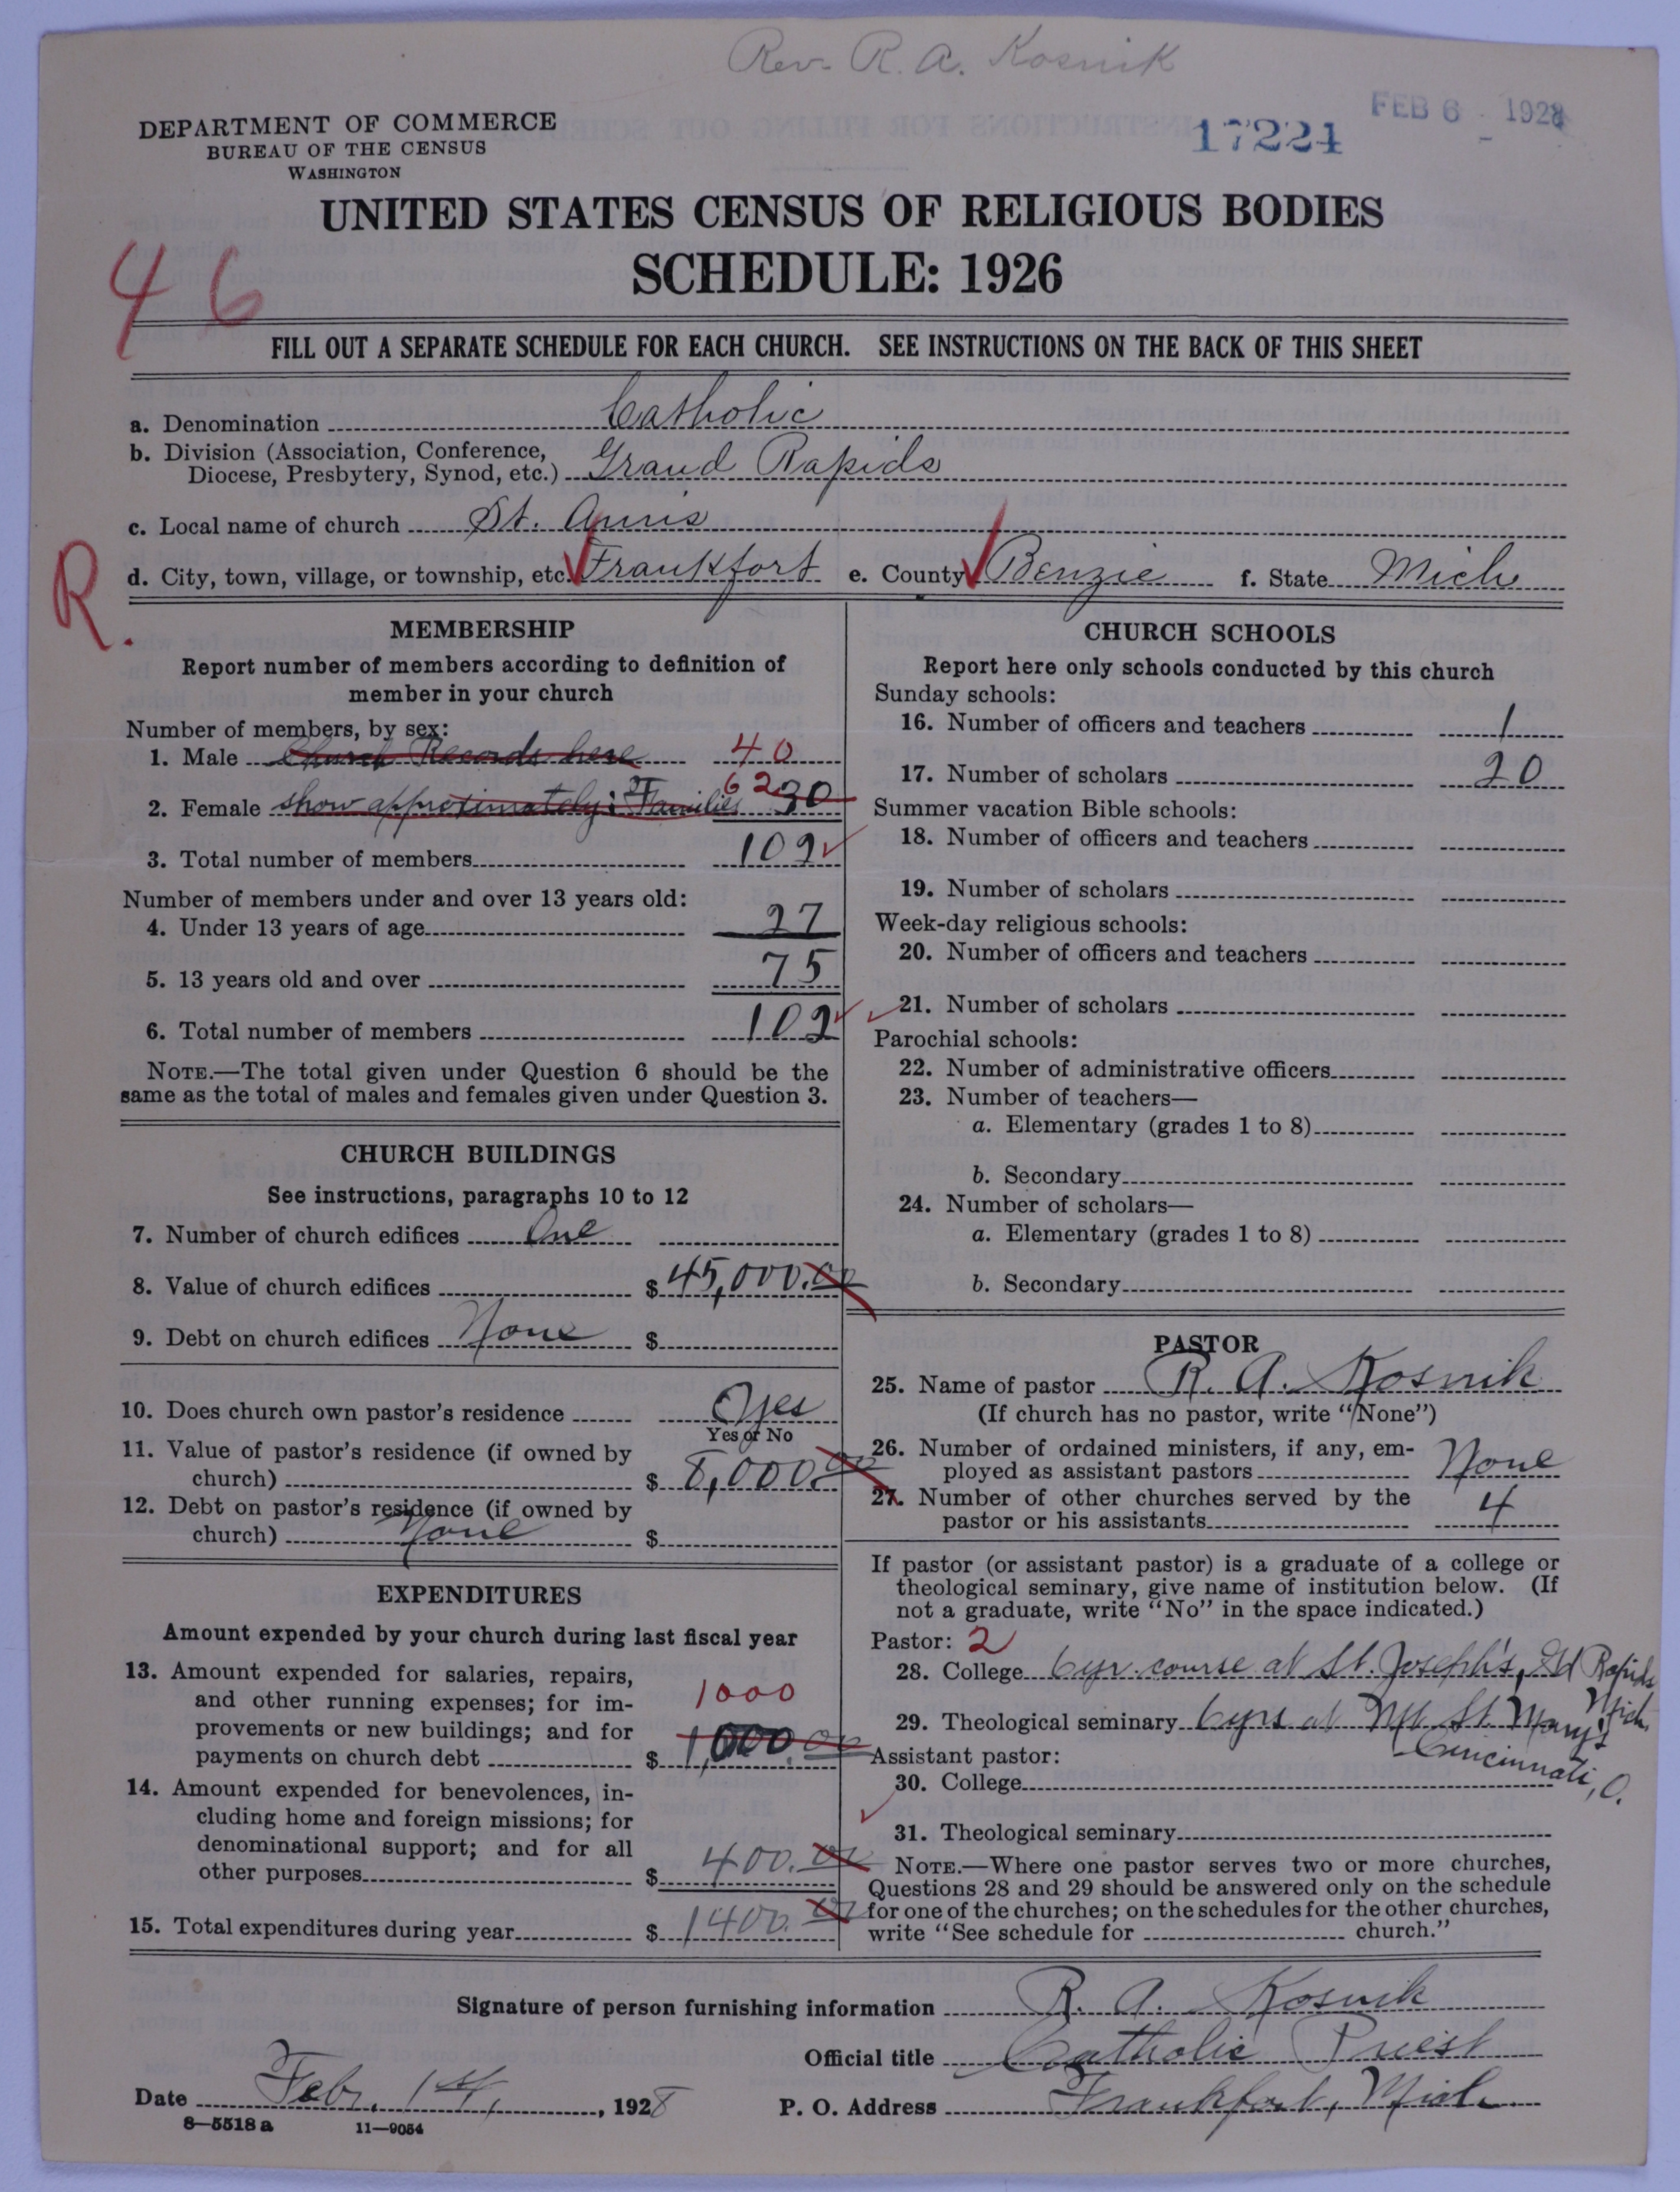 Rev. R. A. Kosnik
DEPARTMENT OF COMMERCE
BUREAU OF THE CENSUS
WASHINGTON
17224
FEB 6 - 1928
UNITED STATES CENSUS OF RELIGIOUS BODIES
SCHEDULE: 1926
46
FILL OUT A SEPARATE SCHEDULE FOR EACH CHURCH. SEE INSTRUCTIONS ON THE BACK OF THIS SHEET
a. Denomination Catholic
b. Division (Association, Conference,
Diocese, Presbytery, Synod, etc.) Grand Rapids
c. Local name of church St. Ann's
R.
d. City, town, village, or township, etc. Frankfort e. County Benzie f. State Mich
MEMBERSHIP
Report number of members according to definition of
member in your church
Number of members, by sex:
1. Male Church Records here 40
2. Female show approximately: Families 62 30
3. Total number of members 102
Number of members under and over 13 years old:
4. Under 13 years of age 27
5. 13 years old and over 75
6. Total number of members 102
NOTE.—The total given under Question 6 should be the
same as the total of males and females given under Question 3.
CHURCH BUILDINGS
See instructions, paragraphs 10 to 12
7. Number of church edifices One
8. Value of church edifices $ 45,000.00
9. Debt on church edifices None $
10. Does church own pastor's residence Yes
Yes or No
11. Value of pastor's residence (if owned by
church) $ 8,000.00
12. Debt on pastor's residence (if owned by
church) None $
EXPENDITURES
Amount expended by your church during last fiscal year
13. Amount expended for salaries, repairs,
and other running expenses; for im- 1000
provements or new buildings; and for
payments on church debt $ 1,000.00
14. Amount expended for benevolences, in-
cluding home and foreign missions; for
denominational support; and for all
other purposes $ 400.00
15. Total expenditures during year $ 1400.00
CHURCH SCHOOLS
Report here only schools conducted by this church
Sunday schools:
16. Number of officers and teachers 1
17. Number of scholars 20
Summer vacation Bible schools:
18. Number of officers and teachers
19. Number of scholars
Week-day religious schools:
20. Number of officers and teachers
21. Number of scholars
Parochial schools:
22. Number of administrative officers
23. Number of teachers—
a. Elementary (grades 1 to 8)
b. Secondary
24. Number of scholars—
a. Elementary (grades 1 to 8)
b. Secondary
PASTOR
25. Name of pastor R. A. Kosnik
(If church has no pastor, write "None")
26. Number of ordained ministers, if any, em-
ployed as assistant pastors None
27. Number of other churches served by the
pastor or his assistants 4
If pastor (or assistant pastor) is a graduate of a college or
theological seminary, give name of institution below. (If
not a graduate, write "No" in the space indicated.)
Pastor: 2
28. College 6 yr. course at St. Joseph's, Gd Rapids
Mich.
29. Theological seminary 6 yrs at Mt. St. Mary's
Cincinnati, O.
Assistant pastor:
30. College
31. Theological seminary
NOTE.—Where one pastor serves two or more churches,
Questions 28 and 29 should be answered only on the schedule
for one of the churches; on the schedules for the other churches,
write "See schedule for church."
Signature of person furnishing information R. A. Kosnik
Official title Catholic Priest
Date Feb. 1st, 1928 P. O. Address Frankfort, Mich.
8—5518 a 11—9054